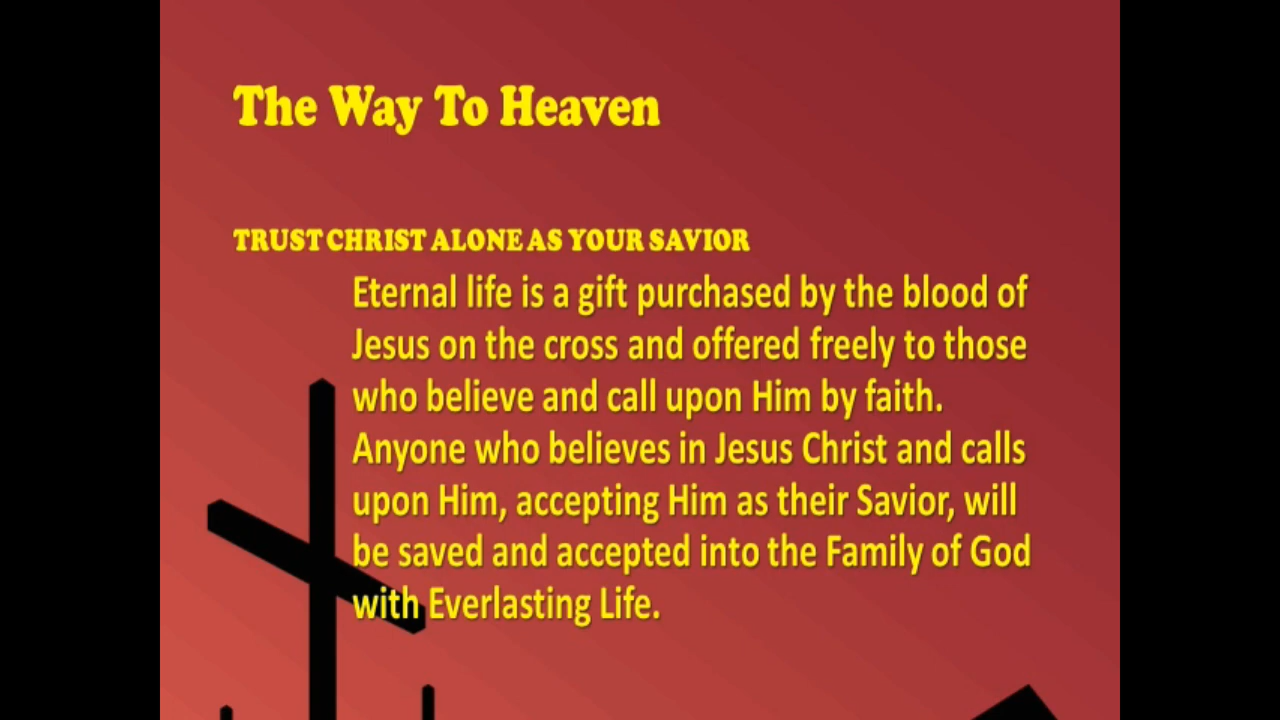 The Way To Heaven
TRUST CHRIST ALONE AS YOUR SAVIOR
Eternal life is a gift purchased by the blood of
Jesus on the cross and offered freely to those
who believe and call upon Him by faith.
Anyone who believes in Jesus Christ and calls
upon Him, accepting Him as their Savior, will
be saved and accepted into the Family of God
with Everlasting Life.